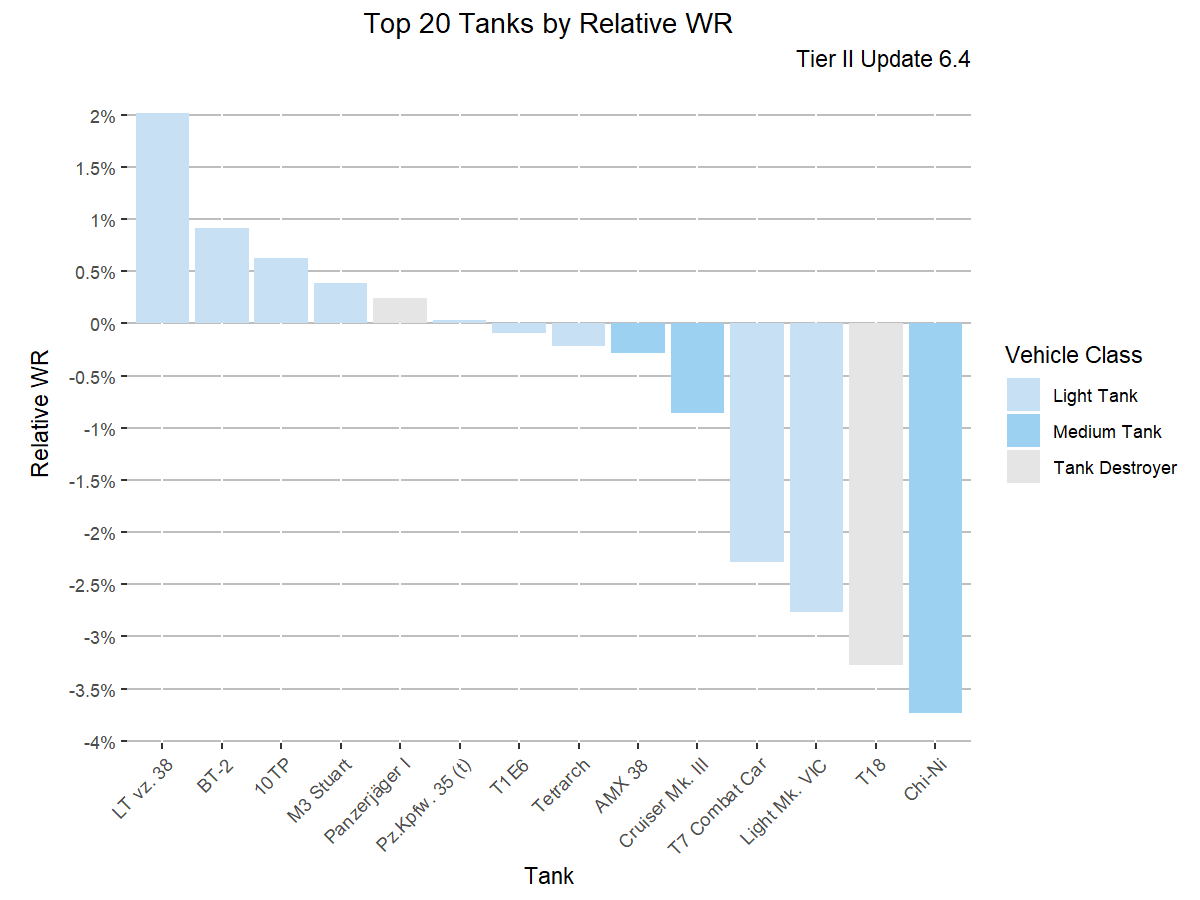 Top 20 Tanks by Relative WR
Tier II Update 6.4
2%
1.5%
1%
0.5%
0%
-0.5%
-1%
-1.5%
-2%
-2.5%
-3%
-3.5%
-4%
Relative WR
LT vz. 38
BT-2
10TP
M3 Stuart
Panzerjäger I
Pz.Kpfw. 35 (t)
T1E6
Tetrarch
AMX 38
Cruiser Mk. III
T7 Combat Car
Light Mk. VIC
T18
Chi-Ni
Tank
Vehicle Class
Light Tank
Medium Tank
Tank Destroyer